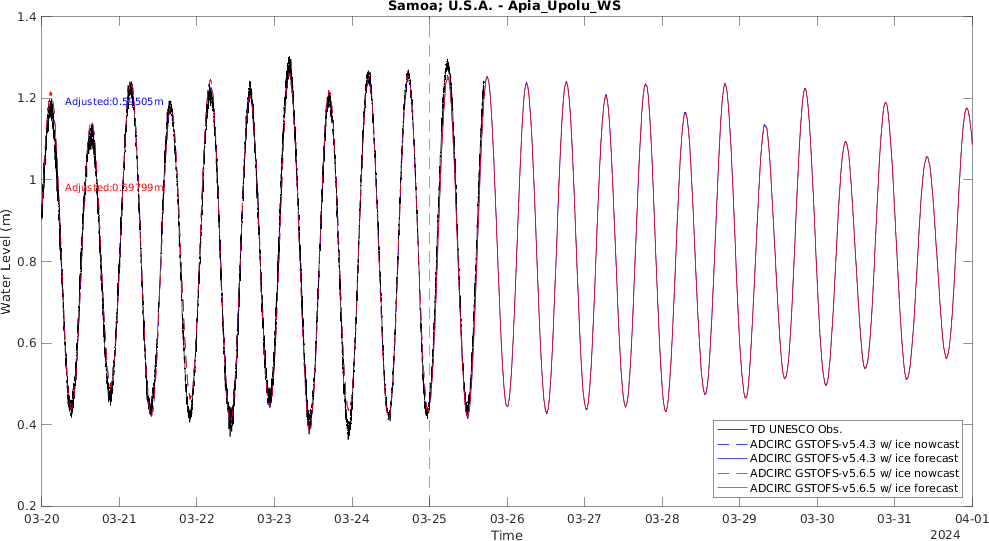 Samoa; U.S.A. - Apia_Upolu_WS
1.4
1.2
1
0.8
0.6
0.4
0.2
Water Level (m)
Adjusted:0.59505m
Adjusted:0.59799m
TD UNESCO Obs.
ADCIRC GSTOFS-v5.4.3 w/ ice nowcast
ADCIRC GSTOFS-v5.4.3 w/ ice forecast
ADCIRC GSTOFS-v5.6.5 w/ ice nowcast
ADCIRC GSTOFS-v5.6.5 w/ ice forecast
03-20 03-21 03-22 03-23 03-24 03-25 03-26 03-27 03-28 03-29 03-30 03-31 04-01
Time
2024